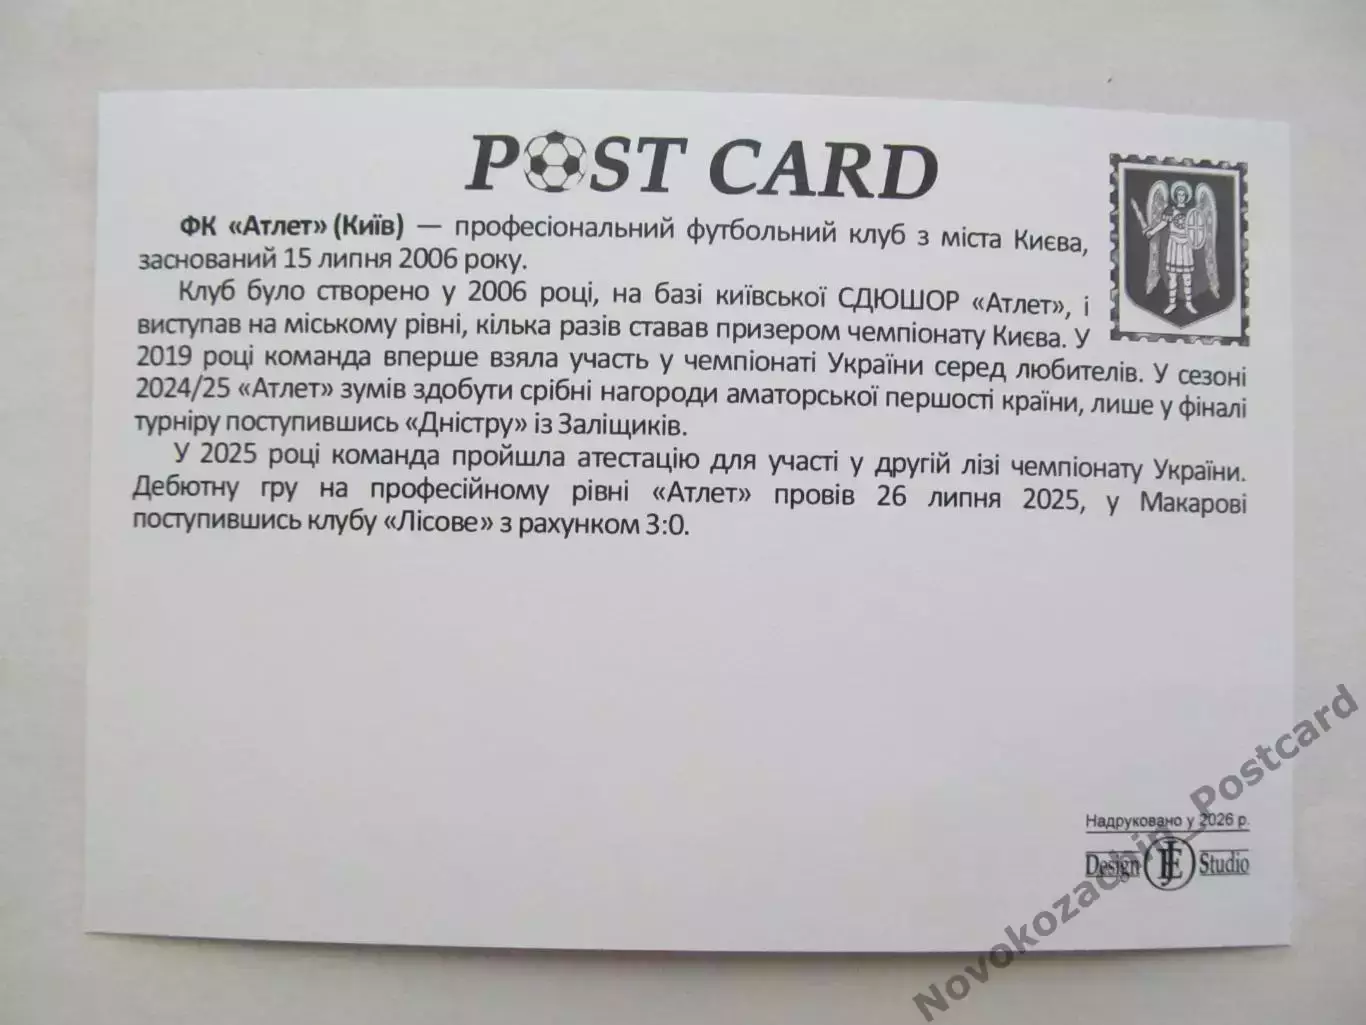 POST CARD
ФК «Атлет» (Київ) — професіональний футбольний клуб з міста Києва,
заснований 15 липня 2006 року.
Клуб було створено у 2006 році, на базі київської СДЮШОР «Атлет», і
виступав на міському рівні, кілька разів ставав призером чемпіонату Києва. У
2019 році команда вперше взяла участь у чемпіонаті України серед любителів. У сезоні
2024/25 «Атлет» зумів здобути срібні нагороди аматорської першості країни, лише у фіналі
турніру поступившись «Дністру» із Заліщиків.
У 2025 році команда пройшла атестацію для участі у другій лізі чемпіонату України.
Дебютну гру на професійному рівні «Атлет» провів 26 липня 2025, у Макарові
поступившись клубу «Лісове» з рахунком 3:0.
Надруковано у 2026 р.
Design JE Studio
Novokozachin_Postcard